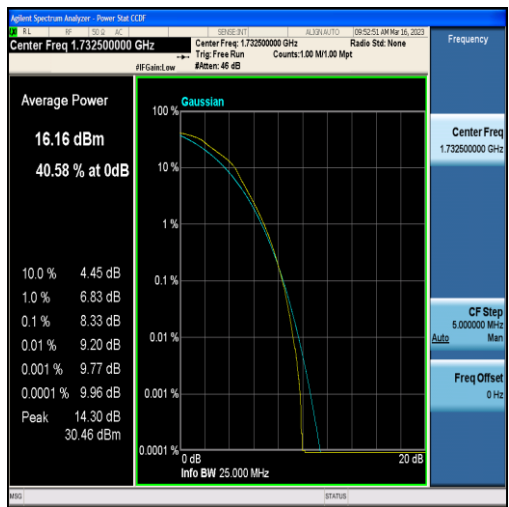 Agilent Spectrum Analyzer - Power Stat CCDF
RL RF 50 Ω AC SENSE:INT ALIGN AUTO 09:52:51 AM Mar 16, 2023
Center Freq 1.732500000 GHz
Center Freq: 1.732500000 GHz Radio Std: None
Trig: Free Run Counts:1.00 M/1.00 Mpt
#IFGain:Low #Atten: 46 dB
Frequency
Average Power
16.16 dBm
40.58 % at 0dB
10.0 % 4.45 dB
1.0 % 6.83 dB
0.1 % 8.33 dB
0.01 % 9.20 dB
0.001 % 9.77 dB
0.0001 % 9.96 dB
Peak 14.30 dB
30.46 dBm
Gaussian
100 %
10 %
1 %
0.1 %
0.01 %
0.001 %
0.0001 %
0 dB 20 dB
Info BW 25.000 MHz
Center Freq
1.732500000 GHz
CF Step
5.000000 MHz
Auto Man
Freq Offset
0 Hz
MSG STATUS